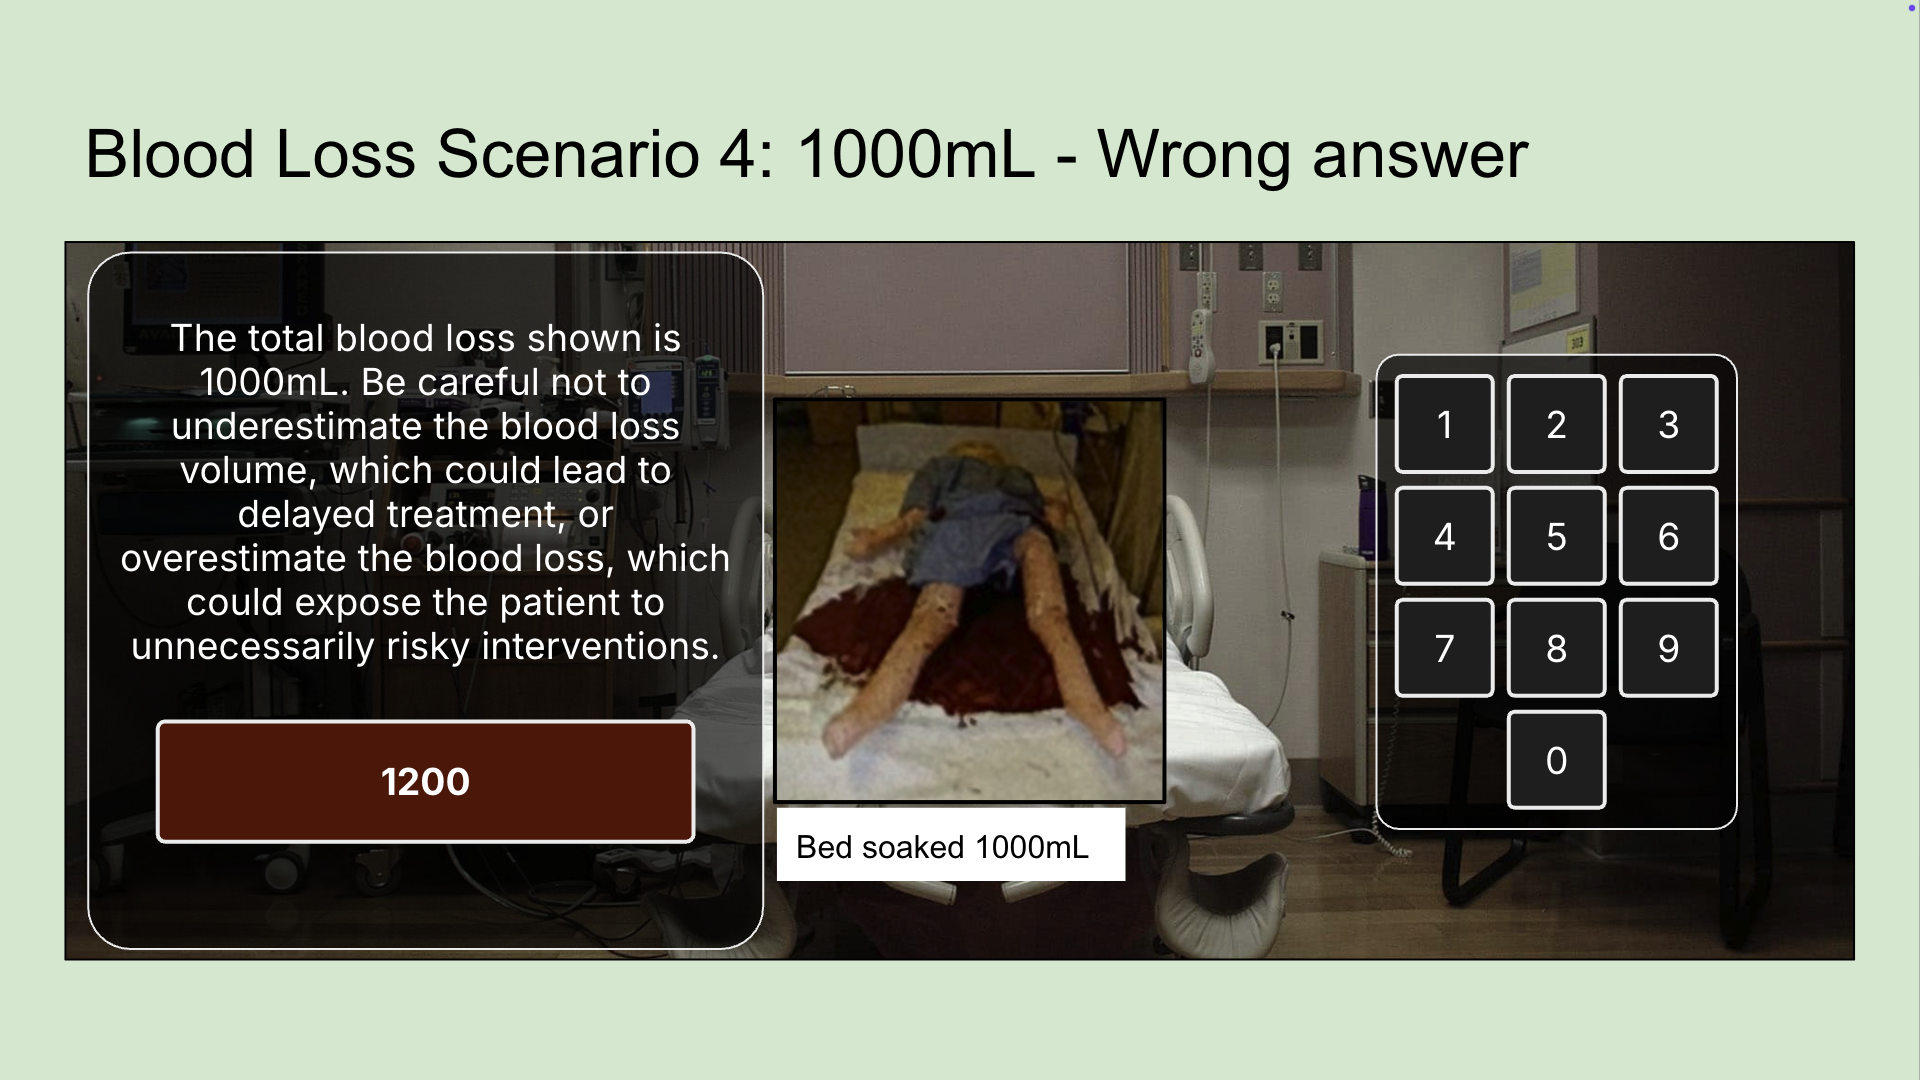 Blood Loss Scenario 4: 1000mL - Wrong answer
The total blood loss shown is
1000mL. Be careful not to
underestimate the blood loss
volume, which could lead to
delayed treatment, or
overestimate the blood loss, which
could expose the patient to
unnecessarily risky interventions.
1200
Bed soaked 1000mL
303
1 2 3
4 5 6
7 8 9
0